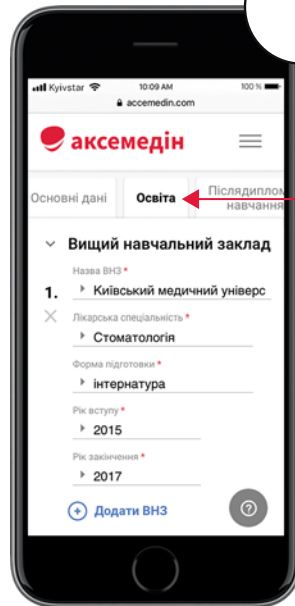 Kyivstar 10:09 AM 100 %
accemedin.com
аксемедін
Основні дані Освіта Післядиплом
навчання
Вищий навчальний заклад
Назва ВНЗ *
1. Київський медичний універс
Лікарська спеціальність *
Стоматологія
Форма підготовки *
інтернатура
Рік вступу *
2015
Рік закінчення *
2017
Додати ВНЗ ?